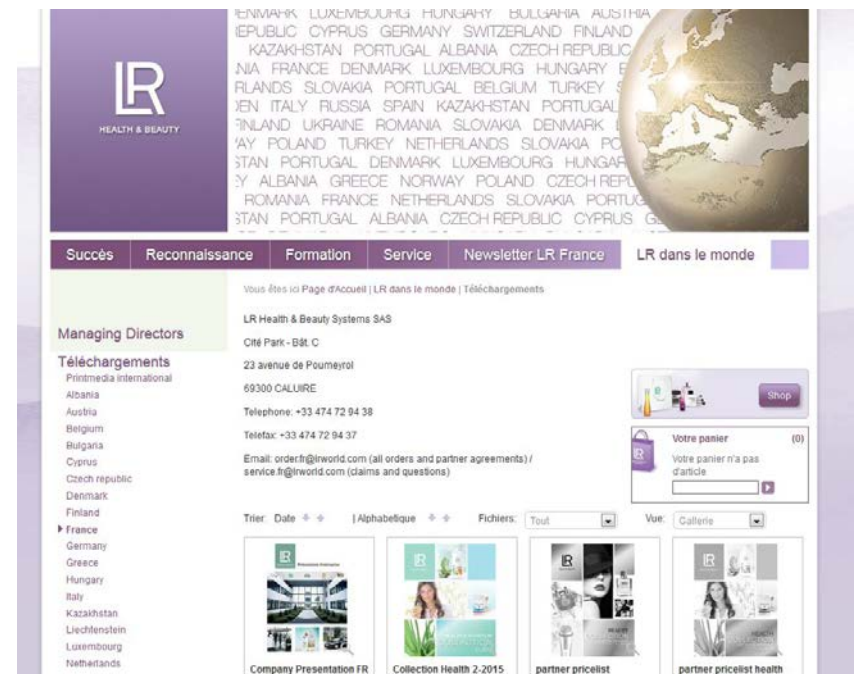 ENMARK LUXEMBOURG HUNGARY BULGARIA AUSTRIA
REPUBLIC CYPRUS GERMANY SWITZERLAND FINLAND
KAZAKHSTAN PORTUGAL ALBANIA CZECH REPUBLIC
NIA FRANCE DENMARK LUXEMBOURG HUNGARY
RLANDS SLOVAKIA PORTUGAL BELGIUM TURKEY
EN ITALY RUSSIA SPAIN KAZAKHSTAN PORTUGAL
FINLAND UKRAINE ROMANIA SLOVAKIA DENMARK
AY POLAND TURKEY NETHERLANDS SLOVAKIA PO
STAN PORTUGAL DENMARK LUXEMBOURG HUNGAR
EY ALBANIA GREECE NORWAY POLAND CZECH REPU
ROMANIA FRANCE NETHERLANDS SLOVAKIA PORTUG
STAN PORTUGAL ALBANIA CZECH REPUBLIC CYPRUS G
LR
HEALTH & BEAUTY
Succès Reconnaissance Formation Service Newsletter LR France LR dans le monde
Vous êtes ici Page d'Accueil | LR dans le monde | Téléchargements
Managing Directors
Téléchargements
Printmedia international
Albania
Austria
Belgium
Bulgaria
Cyprus
Czech republic
Denmark
Finland
France
Germany
Greece
Hungary
Italy
Kazakhstan
Liechtenstein
Luxembourg
Netherlands
LR Health & Beauty Systems SAS
Cité Park - Bât. C
23 avenue de Poumeyrol
69300 CALUIRE
Telephone: +33 474 72 94 38
Telefax: +33 474 72 94 37
Email: order.fr@lrworld.com (all orders and partner agreements) /
service.fr@lrworld.com (claims and questions)
Shop
Votre panier (0)
Votre panier n'a pas
d'article
Trier: Date | Alphabetique Fichiers: Tout Vue: Gallerie
Company Presentation FR
Collection Health 2-2015
partner pricelist
partner pricelist health